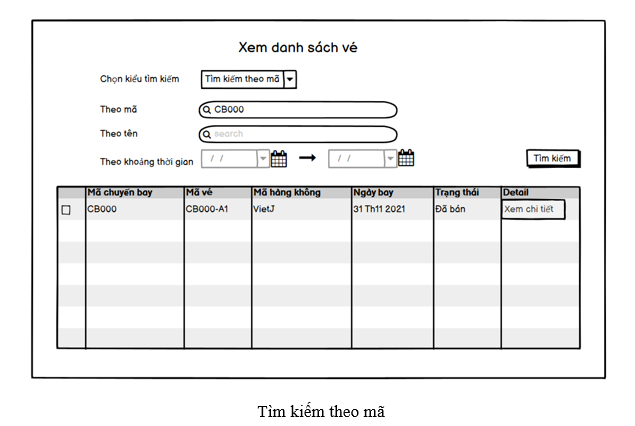 Xem danh sách vé
Chọn kiểu tìm kiếm Tìm kiếm theo mã
Theo mã CB000
Theo tên search
Theo khoảng thời gian / / / / Tìm kiếm
Mã chuyến bay Mã vé Mã hàng không Ngày bay Trạng thái Detail
CB000 CB000-A1 VietJ 31 Th11 2021 Đã bán Xem chi tiết
Tìm kiếm theo mã